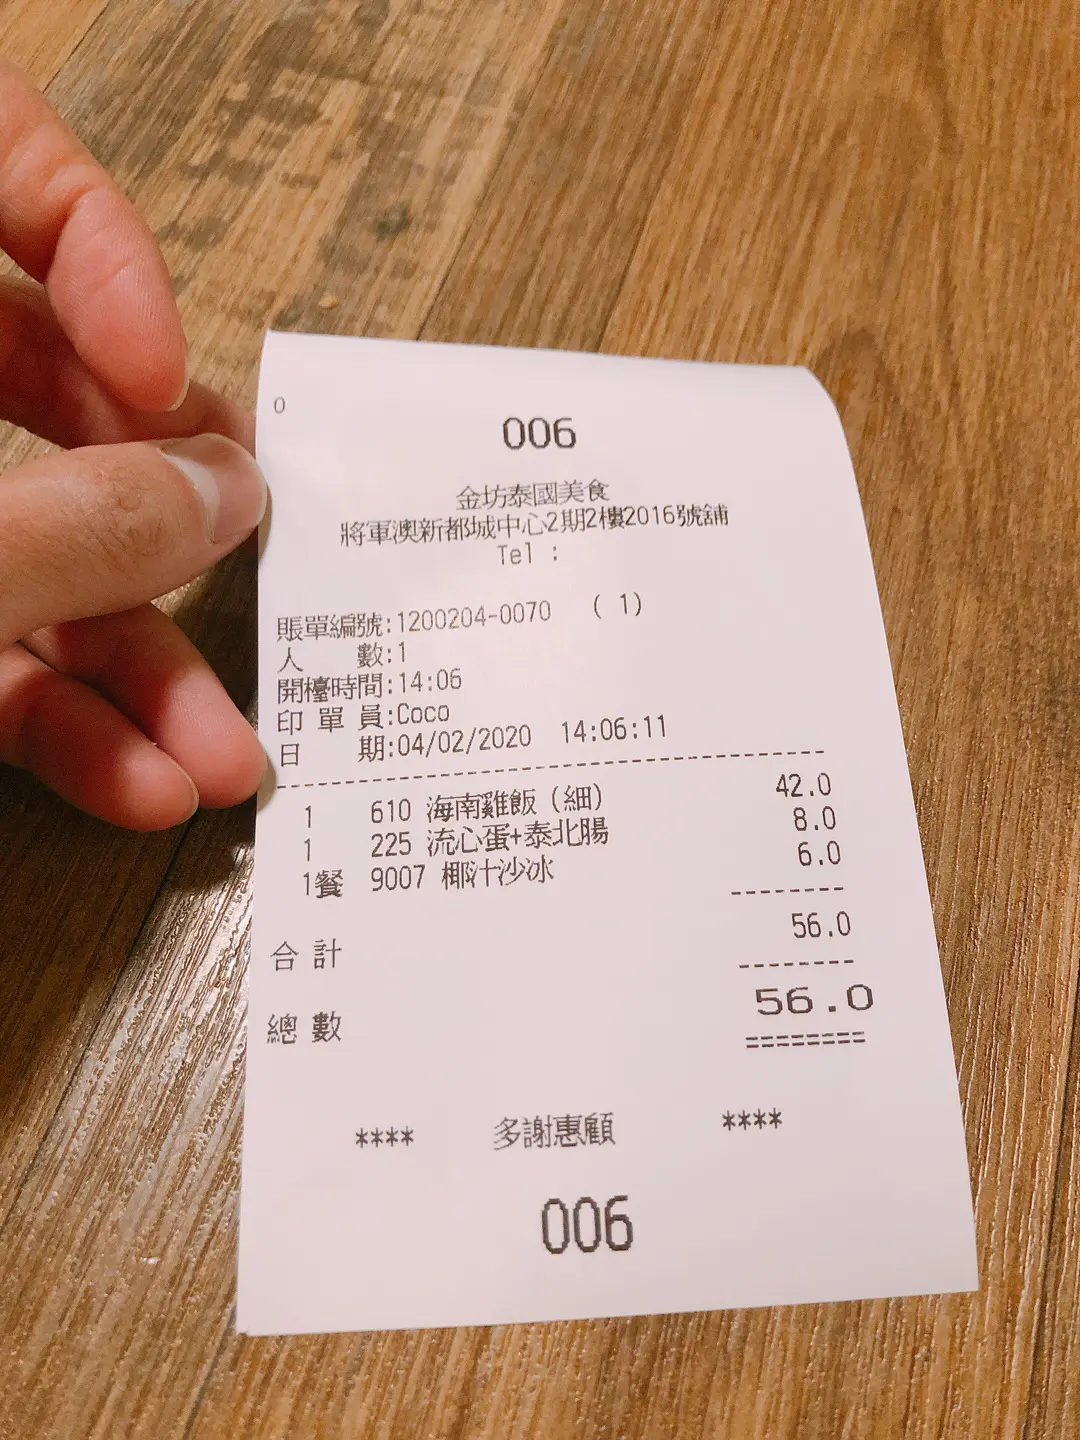 0
006
金坊泰國美食
將軍澳新都城中心2期2樓2016號舖
Tel :
賬單編號:1200204-0070 ( 1)
人 數:1
開檯時間:14:06
印單員:Coco
日 期:04/02/2020 14:06:11
1 610 海南雞飯（細） 42.0
1 225 流心蛋+泰北腸 8.0
1餐 9007 椰汁沙冰 6.0
合計 56.0
總數 56.0
========
**** 多謝惠顧 ****
006